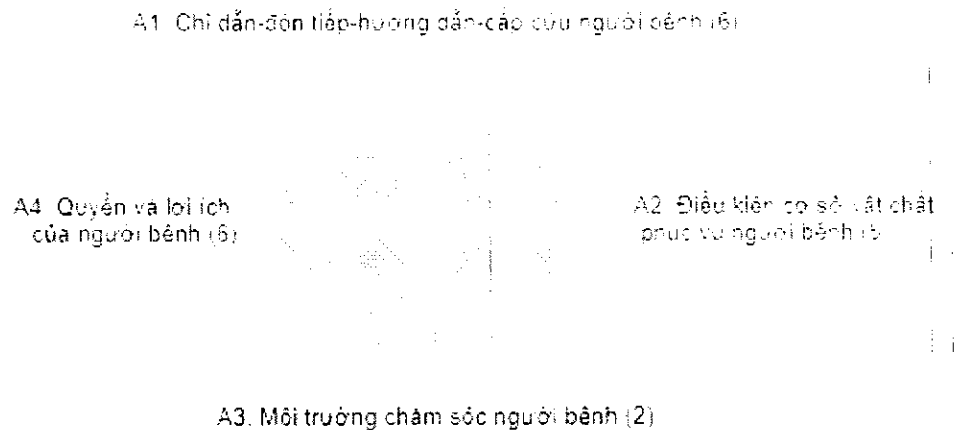 A1. Chỉ dẫn-đón tiếp-hướng dẫn-cấp cứu người bệnh (6)
A4. Quyền và lợi ích
của người bệnh (6)
A2. Điều kiện cơ sở vật chất
phục vụ người bệnh (5
A3. Môi trường chăm sóc người bệnh (2)